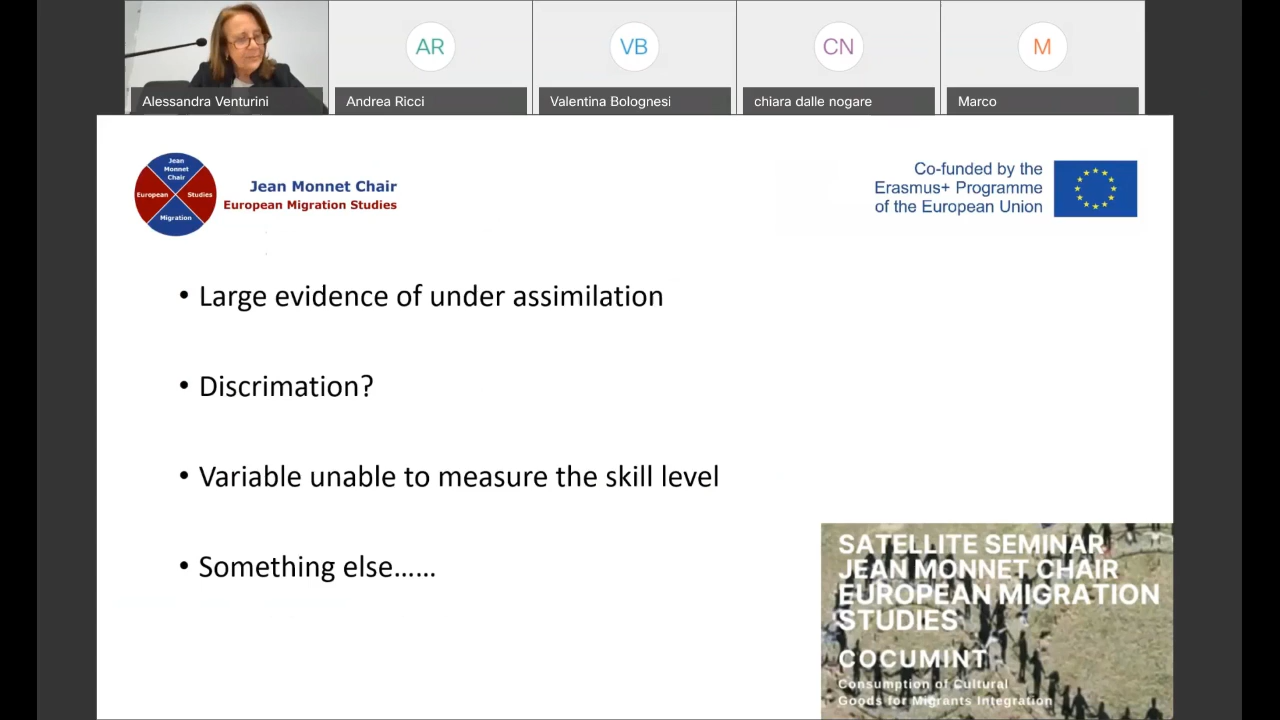 AR
VB
CN
M
Alessandra Venturini
Andrea Ricci
Valentina Bolognesi
chiara dalle nogare
Marco
Jean
Monnet
Chair
European
Studies
Migration
Jean Monnet Chair
European Migration Studies
Co-funded by the
Erasmus+ Programme
of the European Union
• Large evidence of under assimilation
• Discrimation?
• Variable unable to measure the skill level
• Something else......
SATELLITE SEMINAR
JEAN MONNET CHAIR
EUROPEAN MIGRATION
STUDIES
COCUMINT
Consumption of Cultural
Goods for Migrants Integration